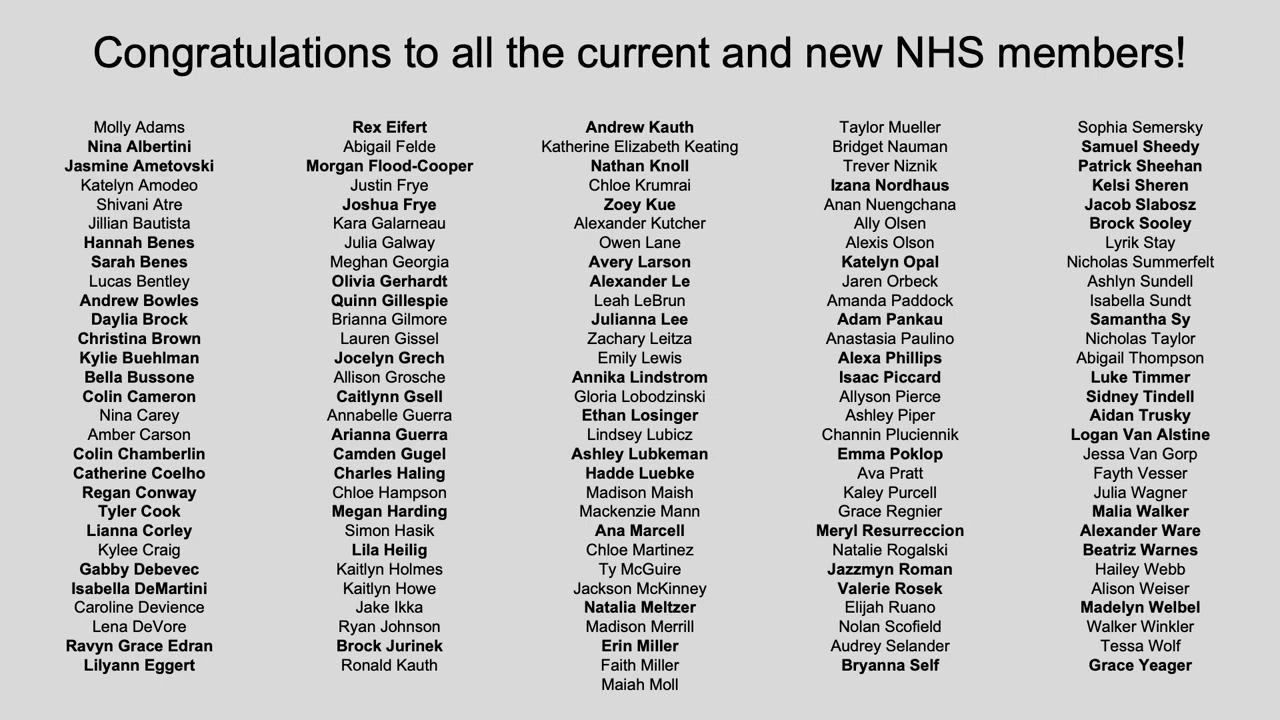 Congratulations to all the current and new NHS members!
Molly Adams
Nina Albertini
Jasmine Ametovski
Katelyn Amodeo
Shivani Atre
Jillian Bautista
Hannah Benes
Sarah Benes
Lucas Bentley
Andrew Bowles
Daylia Brock
Christina Brown
Kylie Buehlman
Bella Bussone
Colin Cameron
Nina Carey
Amber Carson
Colin Chamberlin
Catherine Coelho
Regan Conway
Tyler Cook
Lianna Corley
Kylee Craig
Gabby Debevec
Isabella DeMartini
Caroline Devience
Lena DeVore
Ravyn Grace Edran
Lilyann Eggert
Rex Eifert
Abigail Felde
Morgan Flood-Cooper
Justin Frye
Joshua Frye
Kara Galarneau
Julia Galway
Meghan Georgia
Olivia Gerhardt
Quinn Gillespie
Brianna Gilmore
Lauren Gissel
Jocelyn Grech
Allison Grosche
Caitlynn Gsell
Annabelle Guerra
Arianna Guerra
Camden Gugel
Charles Haling
Chloe Hampson
Megan Harding
Simon Hasik
Lila Heilig
Kaitlyn Holmes
Kaitlyn Howe
Jake Ikka
Ryan Johnson
Brock Jurinek
Ronald Kauth
Andrew Kauth
Katherine Elizabeth Keating
Nathan Knoll
Chloe Krumrai
Zoey Kue
Alexander Kutcher
Owen Lane
Avery Larson
Alexander Le
Leah LeBrun
Julianna Lee
Zachary Leitza
Emily Lewis
Annika Lindstrom
Gloria Lobodzinski
Ethan Losinger
Lindsey Lubicz
Ashley Lubkeman
Hadde Luebke
Madison Maish
Mackenzie Mann
Ana Marcell
Chloe Martinez
Ty McGuire
Jackson McKinney
Natalia Meltzer
Madison Merrill
Erin Miller
Faith Miller
Maiah Moll
Taylor Mueller
Bridget Nauman
Trever Niznik
Izana Nordhaus
Anan Nuengchana
Ally Olsen
Alexis Olson
Katelyn Opal
Jaren Orbeck
Amanda Paddock
Adam Pankau
Anastasia Paulino
Alexa Phillips
Isaac Piccard
Allyson Pierce
Ashley Piper
Channin Pluciennik
Emma Poklop
Ava Pratt
Kaley Purcell
Grace Regnier
Meryl Resurreccion
Natalie Rogalski
Jazzmyn Roman
Valerie Rosek
Elijah Ruano
Nolan Scofield
Audrey Selander
Bryanna Self
Sophia Semersky
Samuel Sheedy
Patrick Sheehan
Kelsi Sheren
Jacob Slabosz
Brock Sooley
Lyrik Stay
Nicholas Summerfelt
Ashlyn Sundell
Isabella Sundt
Samantha Sy
Nicholas Taylor
Abigail Thompson
Luke Timmer
Sidney Tindell
Aidan Trusky
Logan Van Alstine
Jessa Van Gorp
Fayth Vesser
Julia Wagner
Malia Walker
Alexander Ware
Beatriz Warnes
Hailey Webb
Alison Weiser
Madelyn Welbel
Walker Winkler
Tessa Wolf
Grace Yeager